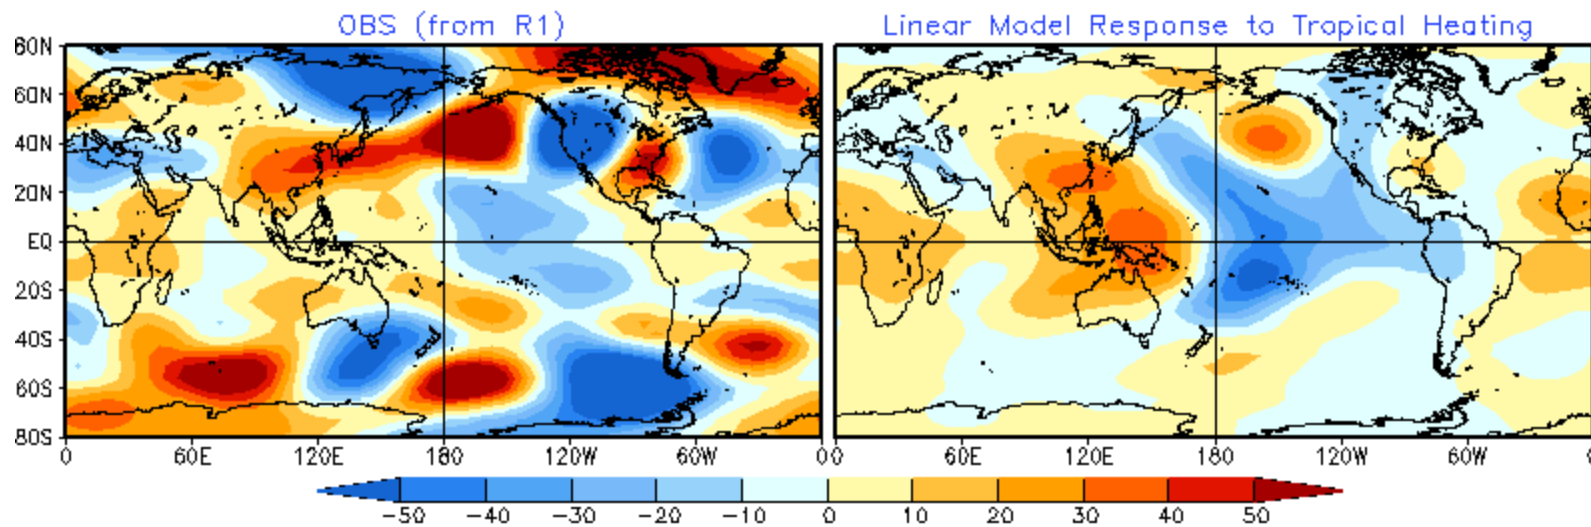 OBS (from R1) Linear Model Response to Tropical Heating
80N
60N
40N
20N
EQ
20S
40S
60S
80S
0 60E 120E 180 120W 60W 0 0 60E 120E 180 120W 60W 0
-50 -40 -30 -20 -10 0 10 20 30 40 50